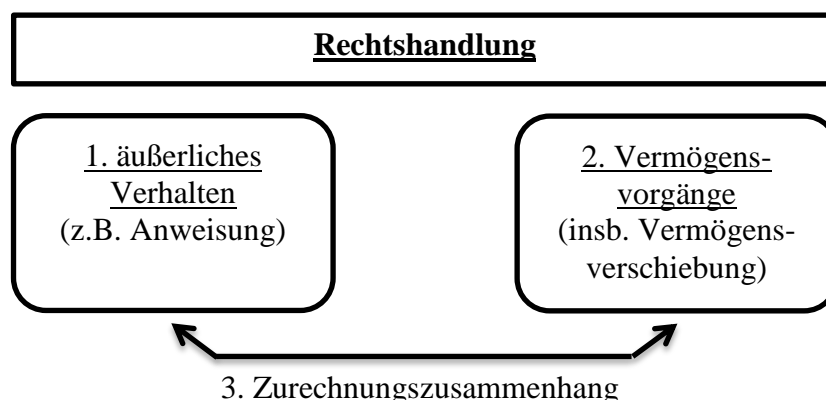 Rechtshandlung
1. äußerliches
Verhalten
(z.B. Anweisung)
2. Vermögens-
vorgänge
(insb. Vermögens-
verschiebung)
3. Zurechnungszusammenhang